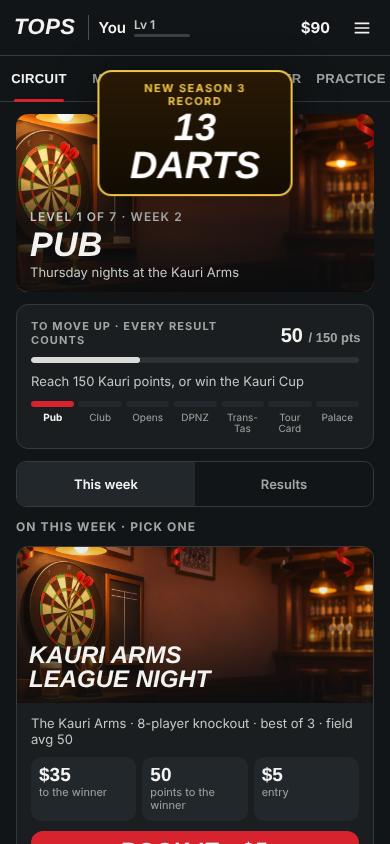 TOPS
You
Lv 1
$90
CIRCUIT
PRACTICE
NEW SEASON 3
RECORD
13
DARTS
LEVEL 1 OF 7 · WEEK 2
PUB
Thursday nights at the Kauri Arms
TO MOVE UP · EVERY RESULT
COUNTS
50 / 150 pts
Reach 150 Kauri points, or win the Kauri Cup
Pub
Club
Opens
DPNZ
Trans-
Tas
Tour
Card
Palace
This week
Results
ON THIS WEEK · PICK ONE
KAURI ARMS
LEAGUE NIGHT
The Kauri Arms · 8-player knockout · best of 3 · field
avg 50
$35
to the winner
50
points to the
winner
$5
entry